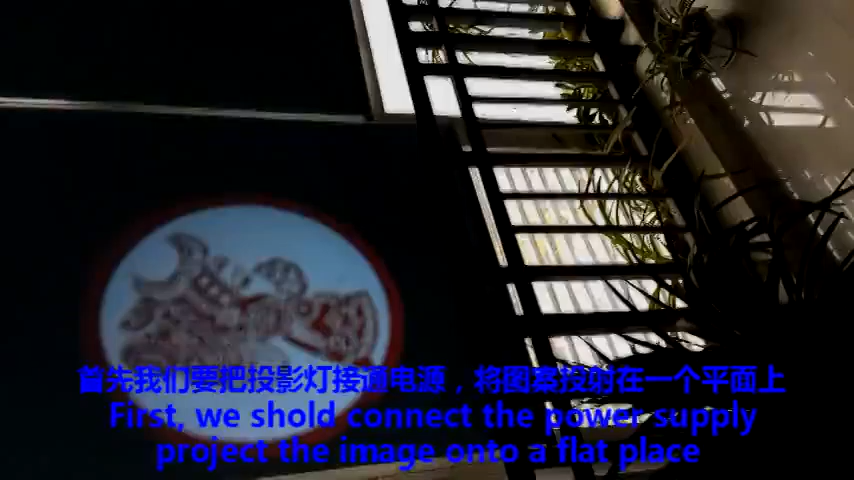 首先我们要把投影灯接通电源，将图案投射在一个平面上
First, we shold connect the power supply
project the image onto a flat place